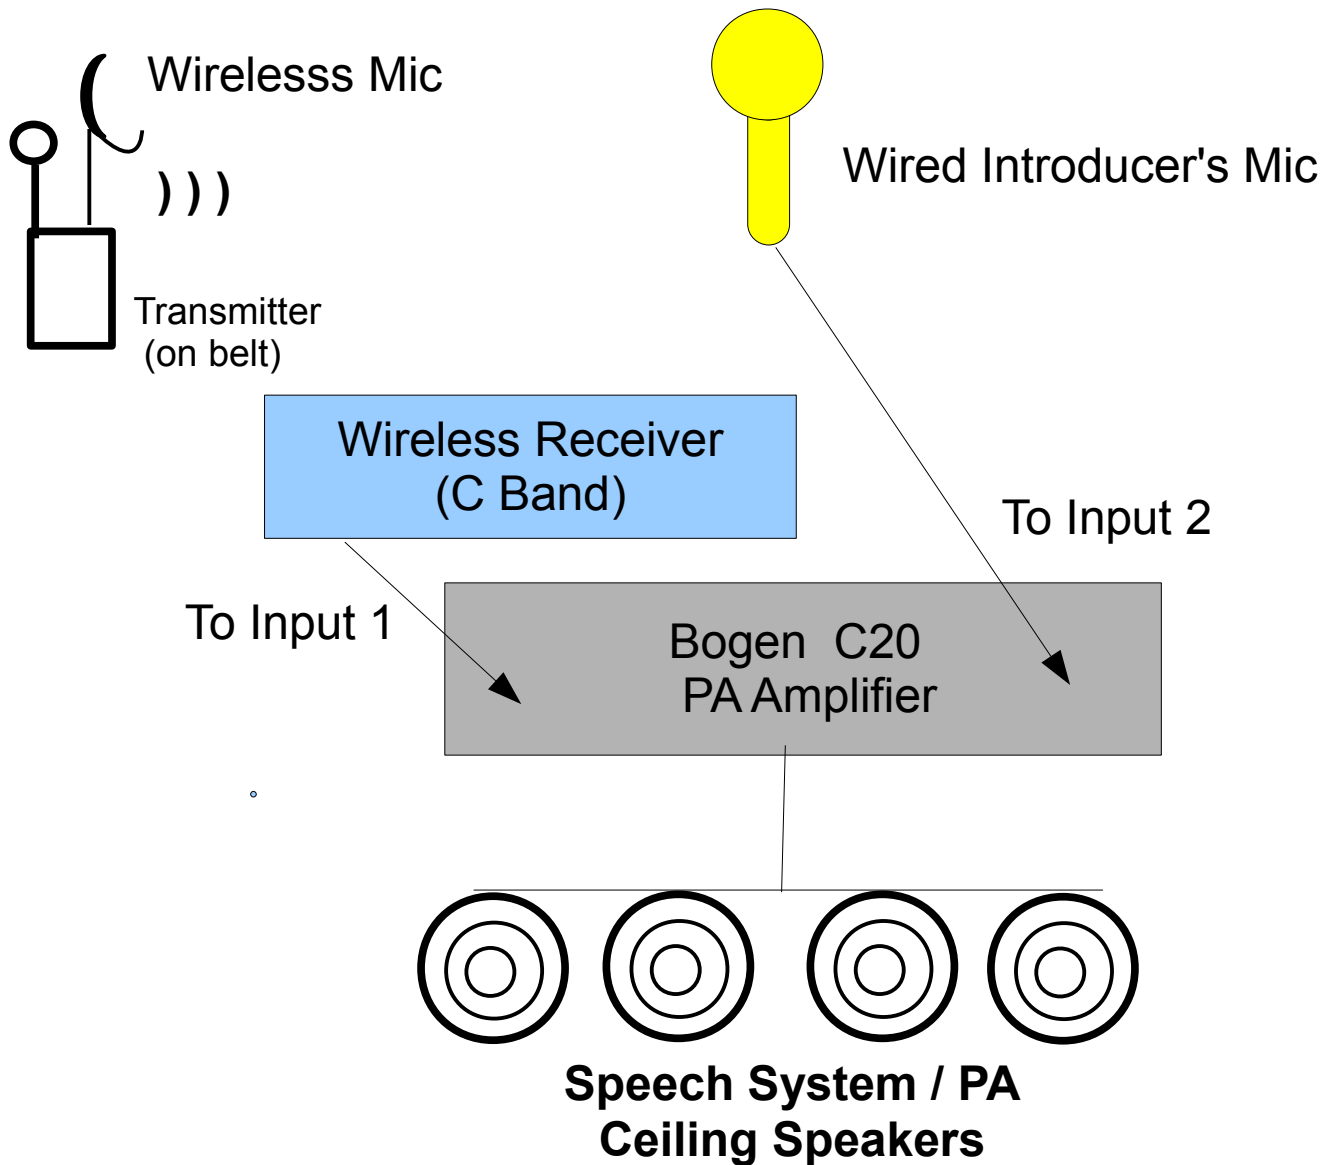 Wirelesss Mic
Wired Introducer's Mic
) ) )
Transmitter
(on belt)
Wireless Receiver
(C Band)
To Input 2
To Input 1
Bogen  C20
PA Amplifier
Speech System / PA
Ceiling Speakers